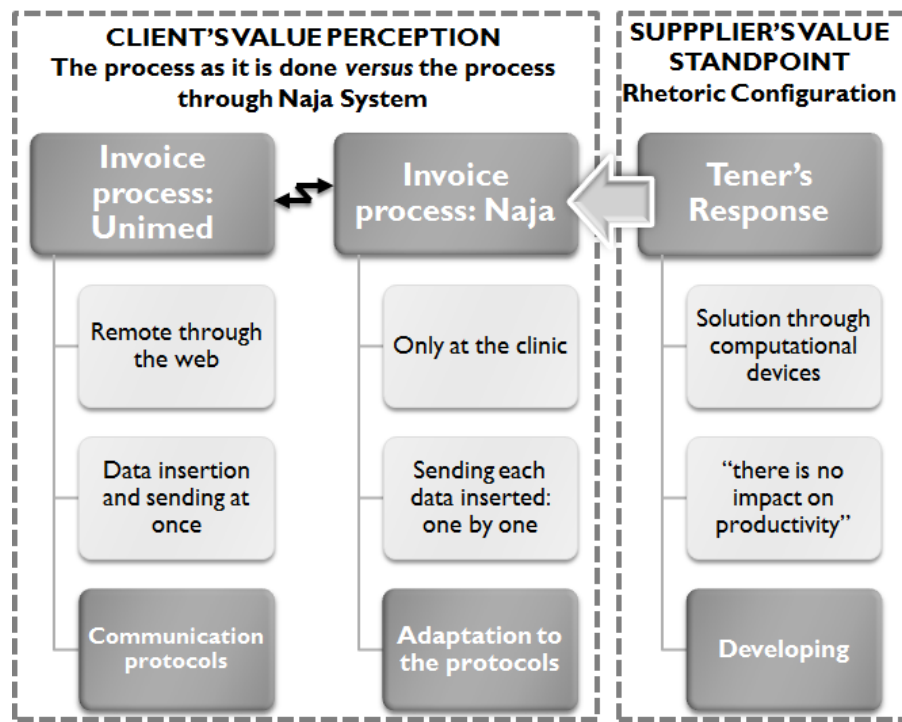 CLIENT'S VALUE PERCEPTION
The process as it is done versus the process
through Naja System
SUPPPLIER'S VALUE
STANDPOINT
Rhetoric Configuration
Invoice
process:
Unimed
Invoice
process: Naja
Tener's
Response
Remote through
the web
Only at the clinic
Solution through
computational
devices
Data insertion
and sending at
once
Sending each
data inserted:
one by one
"there is no
impact on
productivity"
Communication
protocols
Adaptation to
the protocols
Developing